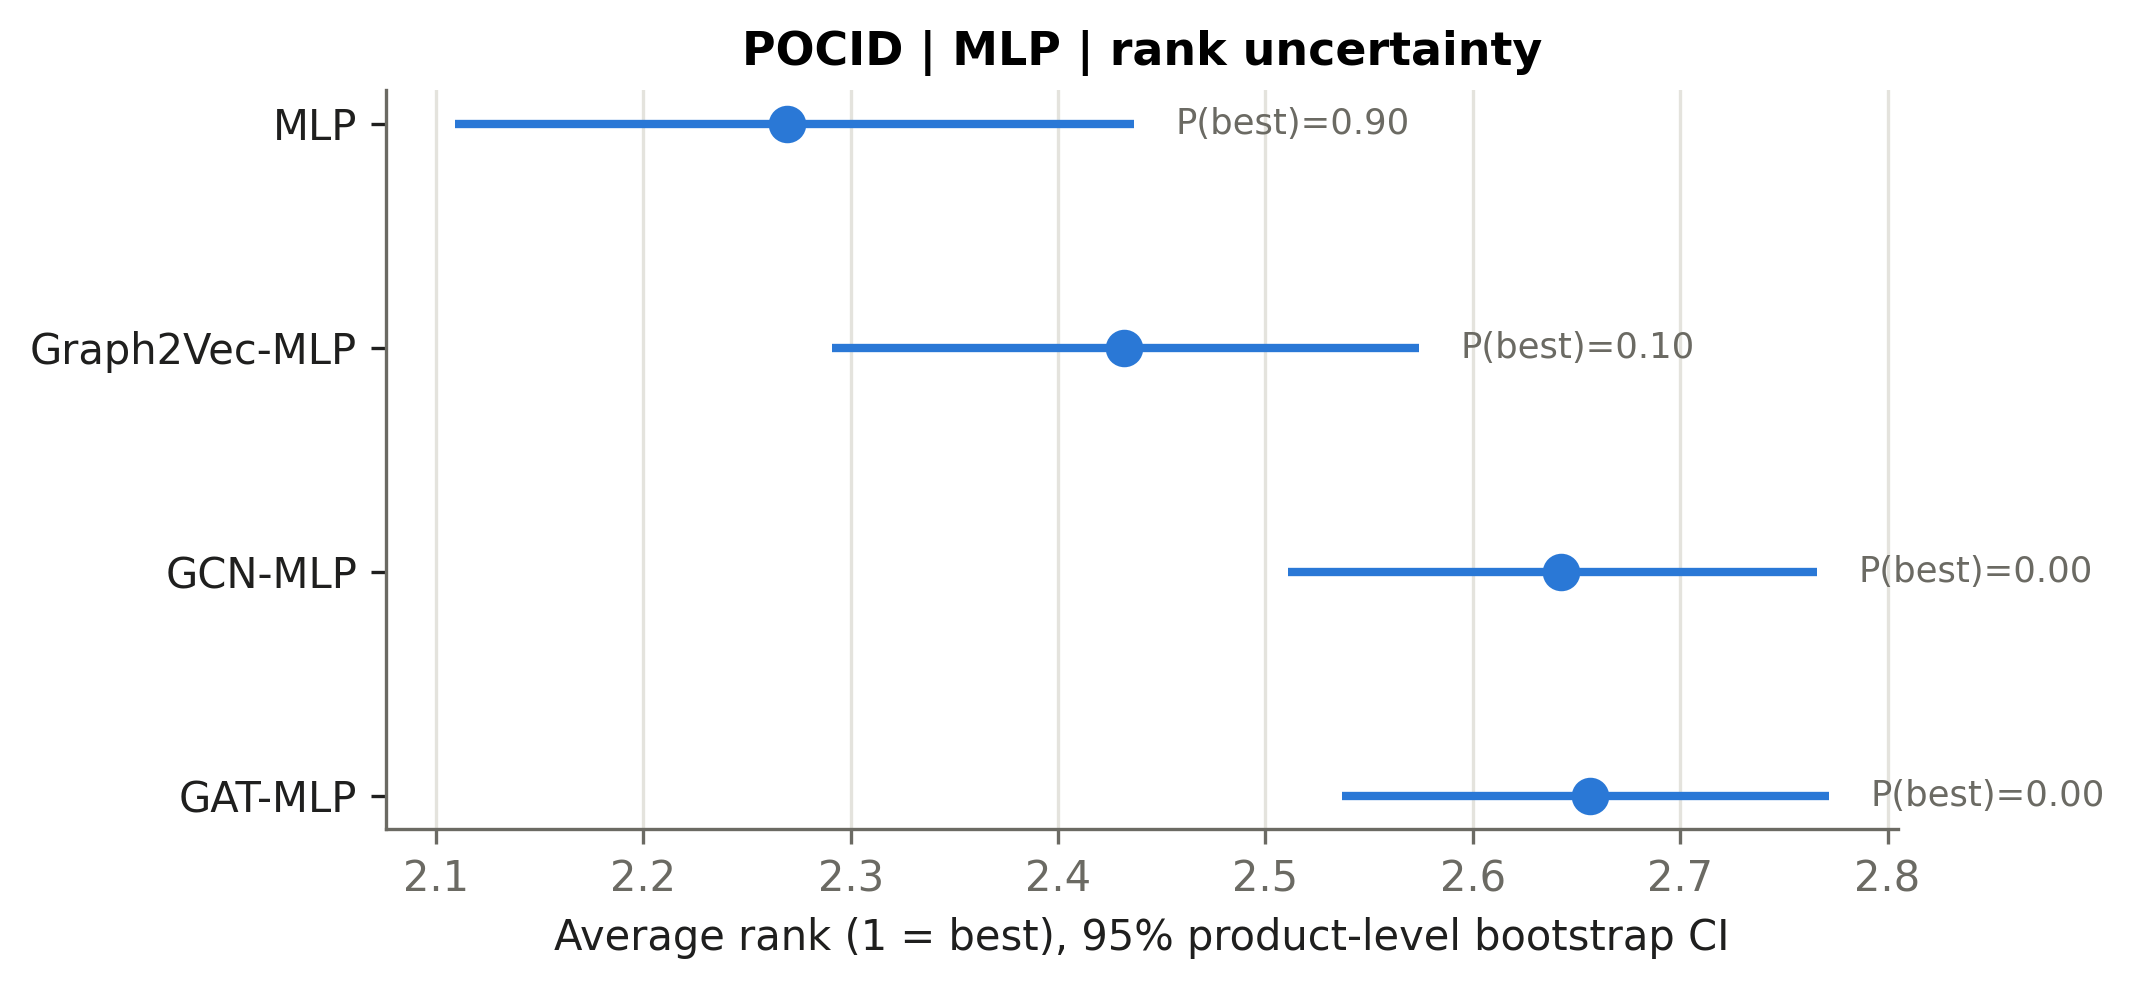 POCID | MLP | rank uncertainty
MLP
P(best)=0.90
Graph2Vec-MLP
P(best)=0.10
GCN-MLP
P(best)=0.00
GAT-MLP
P(best)=0.00
2.1 2.2 2.3 2.4 2.5 2.6 2.7 2.8
Average rank (1 = best), 95% product-level bootstrap CI